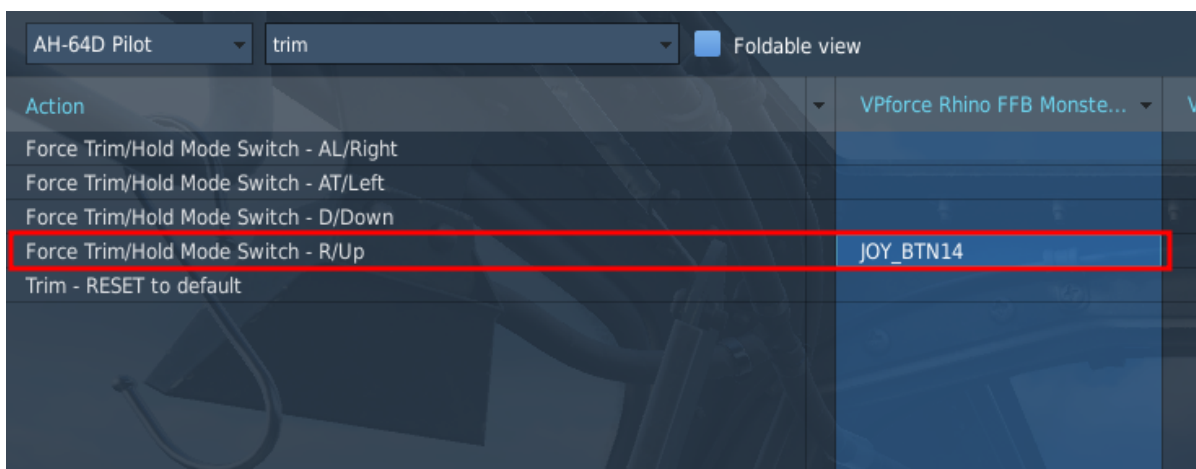 AH-64D Pilot trim Foldable view
Action VPforce Rhino FFB Monste...
Force Trim/Hold Mode Switch - AL/Right
Force Trim/Hold Mode Switch - AT/Left
Force Trim/Hold Mode Switch - D/Down
Force Trim/Hold Mode Switch - R/Up JOY_BTN14
Trim - RESET to default